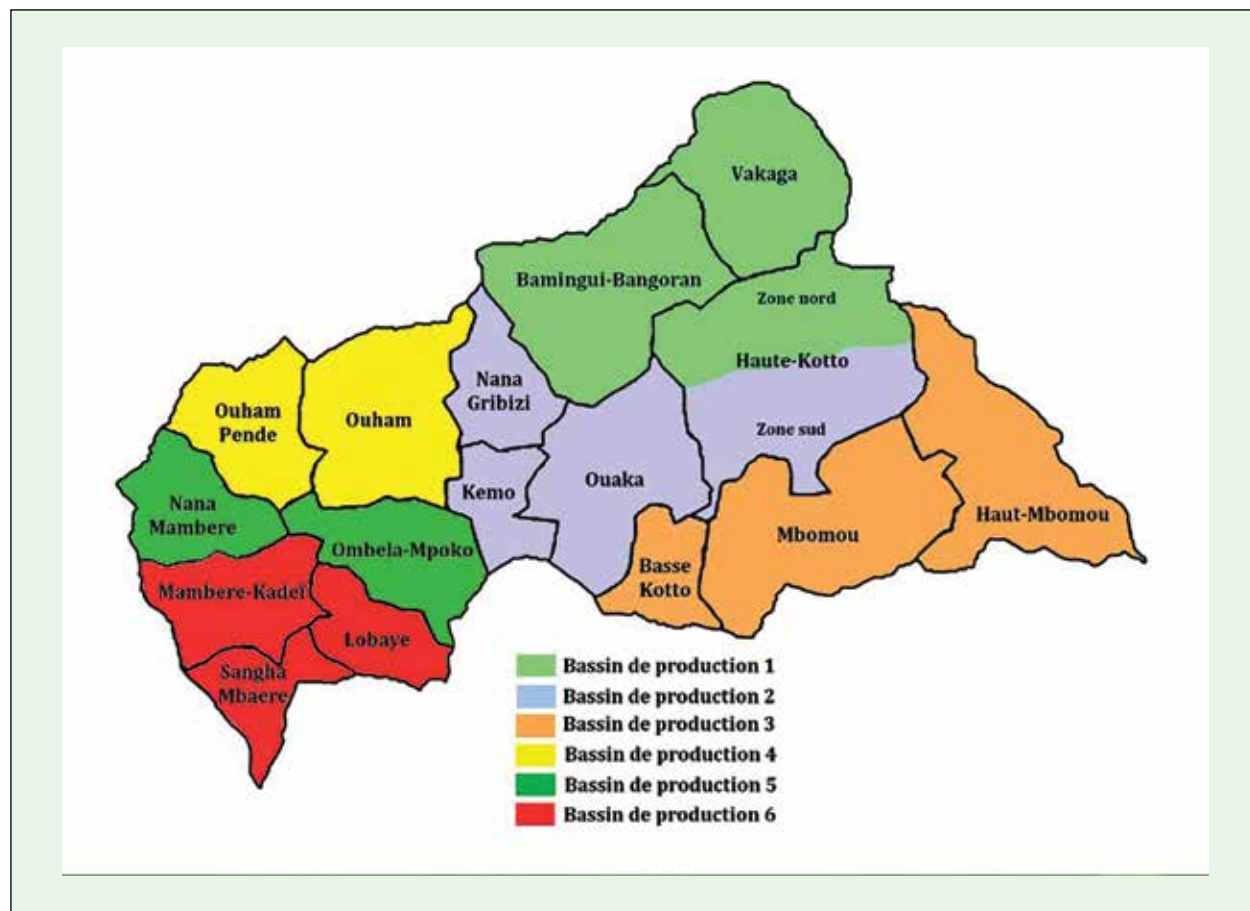 Vakaga
Bamingui-Bangoran
Zone nord
Haute-Kotto
Nana
Gribizi
Ouham
Pende
Ouham
Zone sud
Kemo
Ouaka
Nana
Mambere
Haut-Mbomou
Mbomou
Ombela-Mpoko
Basse
Kotto
Mambere-Kadeï
Lobaye
Sangha
Mbaere
Bassin de production 1
Bassin de production 2
Bassin de production 3
Bassin de production 4
Bassin de production 5
Bassin de production 6